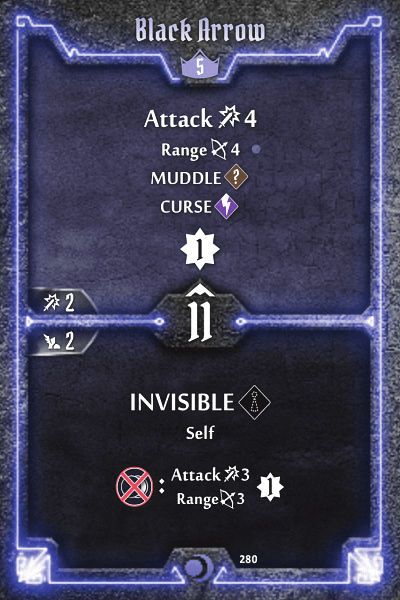 Black Arrow
5
Attack 4
Range 4
MUDDLE ?
CURSE
1
2
11
2
INVISIBLE
Self
: Attack 3
Range 3
1
280